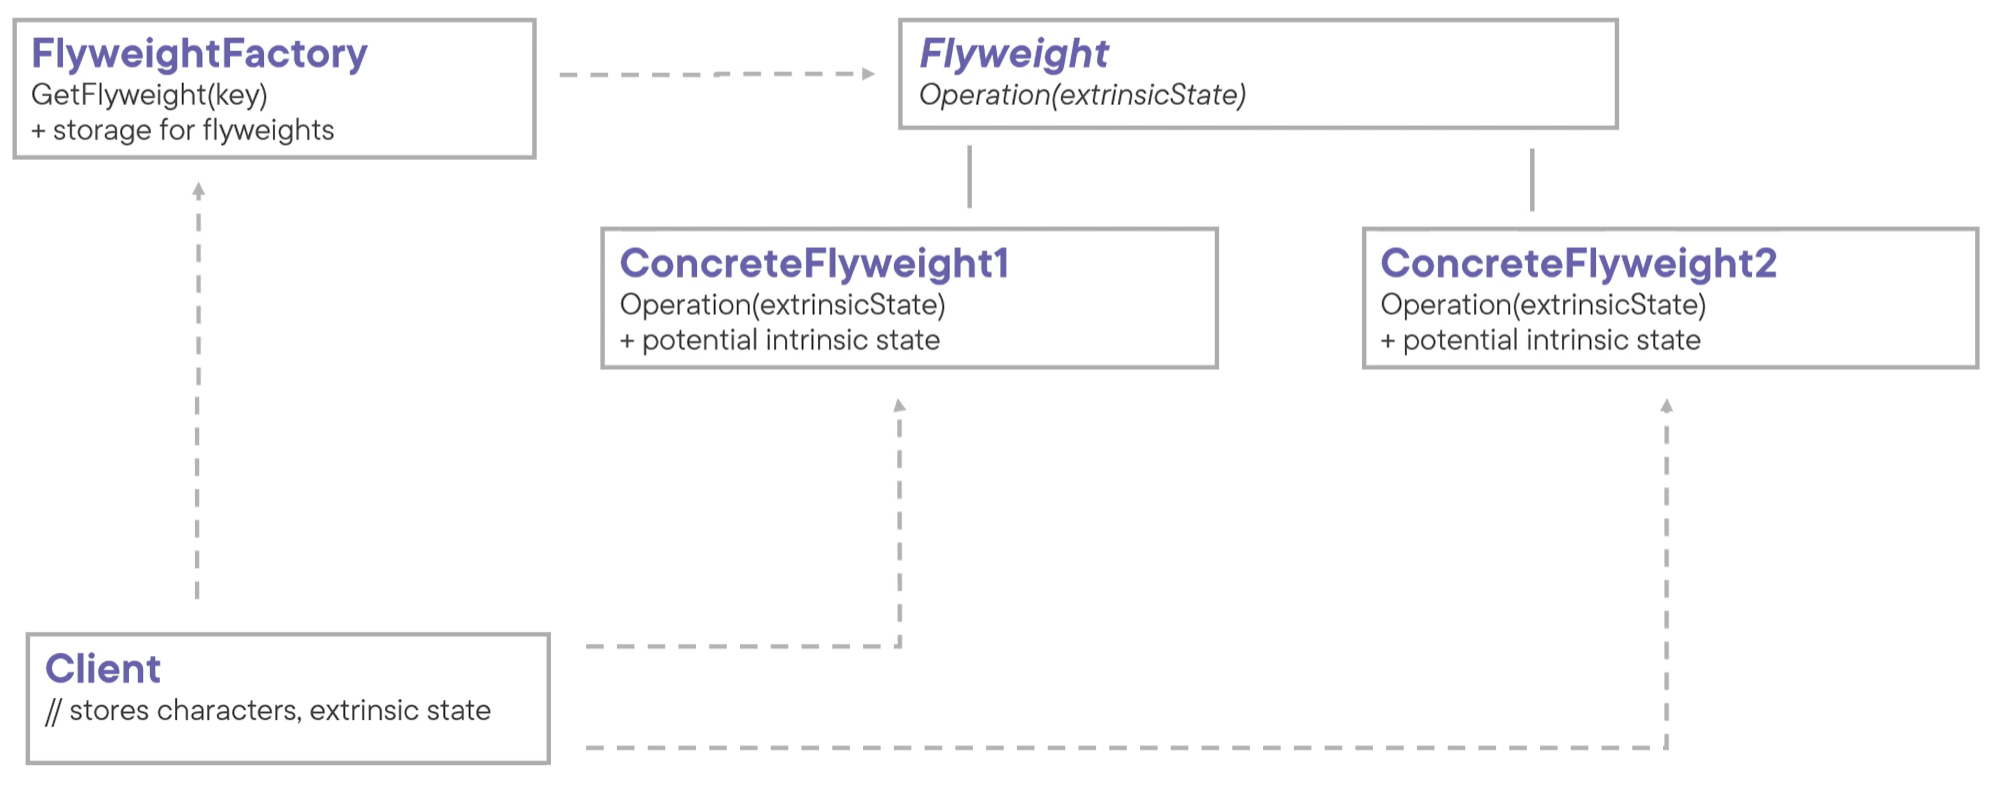 FlyweightFactory
GetFlyweight(key)
+ storage for flyweights
Flyweight
Operation(extrinsicState)
ConcreteFlyweight1
Operation(extrinsicState)
+ potential intrinsic state
ConcreteFlyweight2
Operation(extrinsicState)
+ potential intrinsic state
Client
// stores characters, extrinsic state